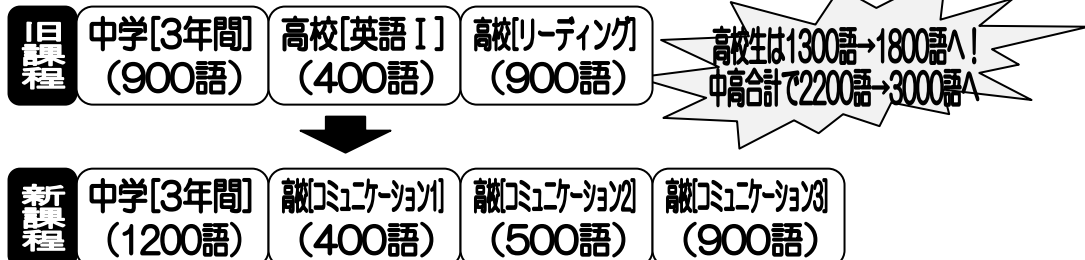 旧課程
中学[3年間]
(900語)
高校[英語Ⅰ]
(400語)
高校[リーディング]
(900語)
高校生は1300語→1800語へ!
中高合計で2200語→3000語へ
新課程
中学[3年間]
(1200語)
高校[コミュニケーション1]
(400語)
高校[コミュニケーション2]
(500語)
高校[コミュニケーション3]
(900語)